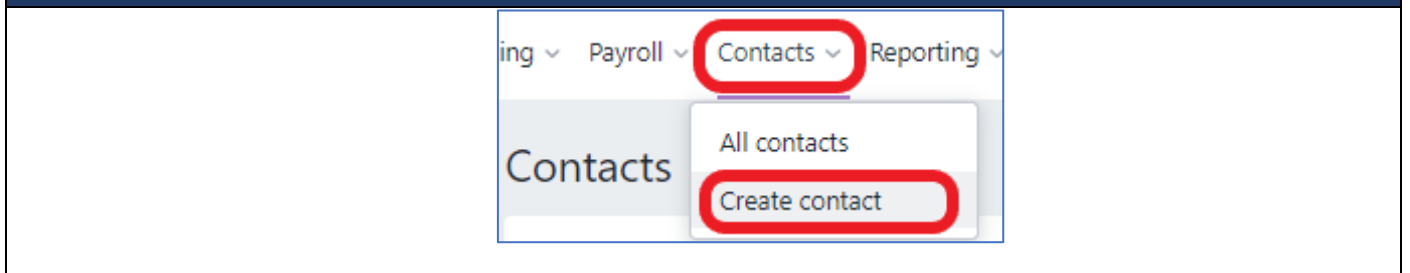 ing Payroll Contacts Reporting
All contacts
Contacts
Create contact